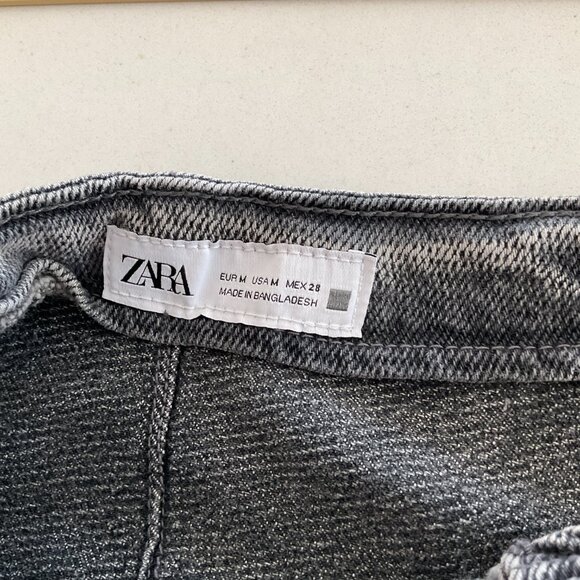 ZARA
EUR M USA M MEX 28
MADE IN BANGLADESH